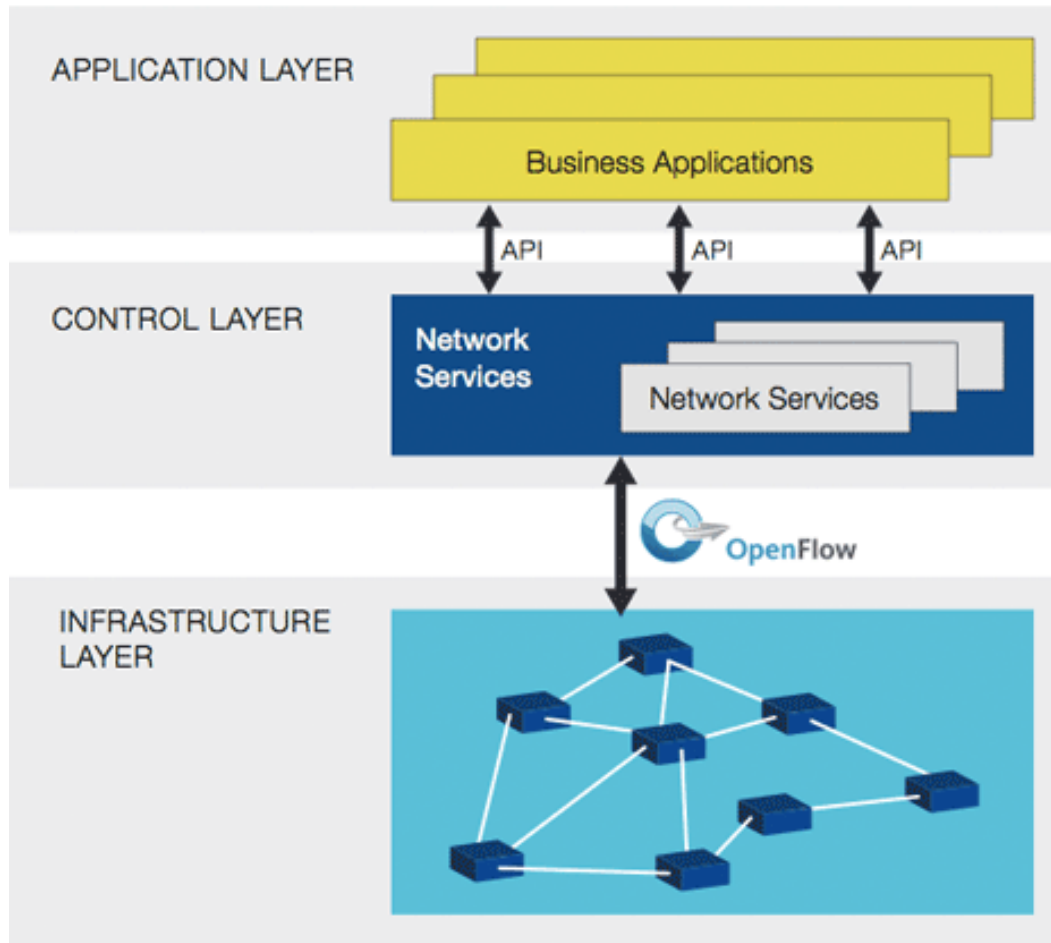 APPLICATION LAYER
Business Applications
API
API
API
CONTROL LAYER
Network
Services
Network Services
OpenFlow
INFRASTRUCTURE
LAYER